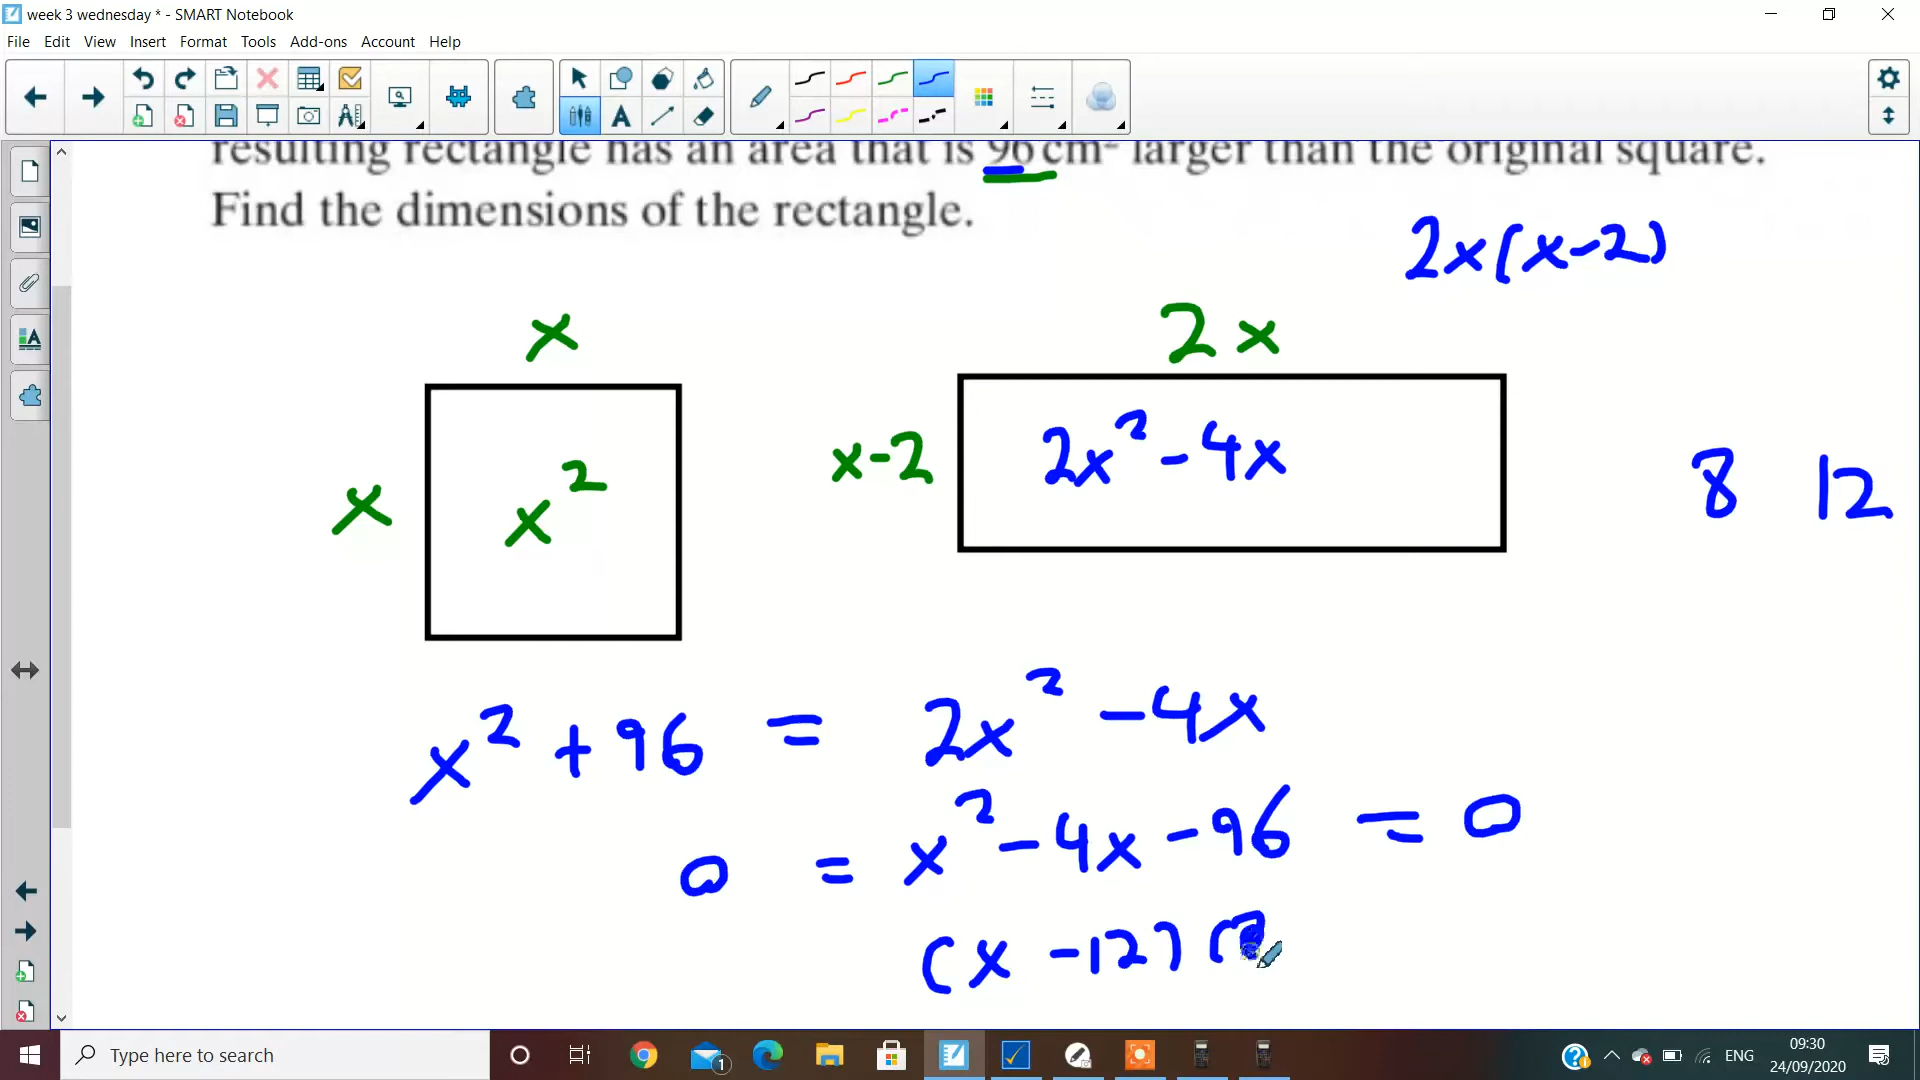 week 3 wednesday * - SMART Notebook
File Edit View Insert Format Tools Add-ons Account Help
resulting rectangle has an area that is 96 cm² larger than the original square.
Find the dimensions of the rectangle.
2x(x-2)
x
2x
x
x²
x-2
2x² - 4x
8 12
x² + 96 = 2x² - 4x
0 = x² - 4x - 96 = 0
(x - 12) (
Type here to search
1
ENG
09:30
24/09/2020